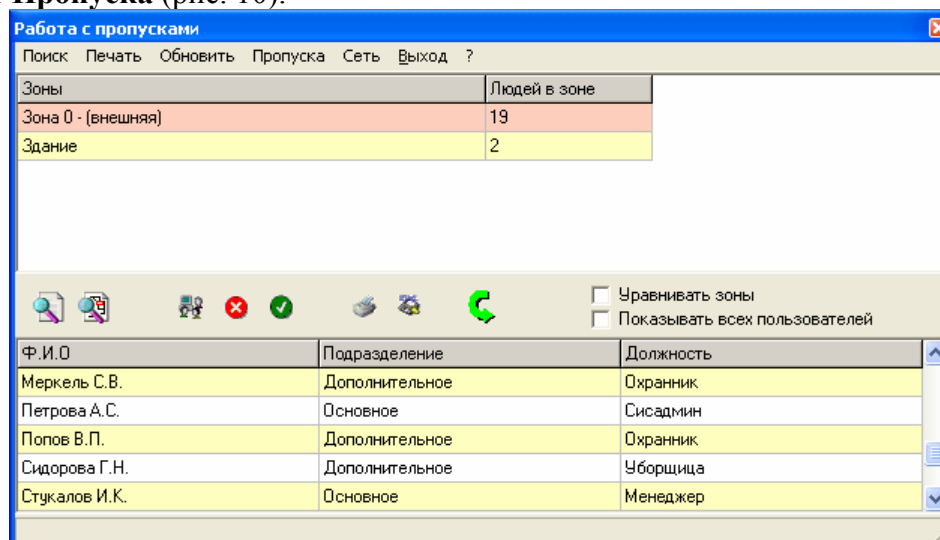 Пропуска (рис. 10).
Работа с пропусками
Поиск Печать Обновить Пропуска Сеть Выход ?
Зоны Людей в зоне
Зона 0 - (внешняя) 19
Здание 2
Уравнивать зоны
Показывать всех пользователей
Ф.И.О Подразделение Должность
Меркель С.В. Дополнительное Охранник
Петрова А.С. Основное Сисадмин
Попов В.П. Дополнительное Охранник
Сидорова Г.Н. Дополнительное Уборщица
Стукалов И.К. Основное Менеджер